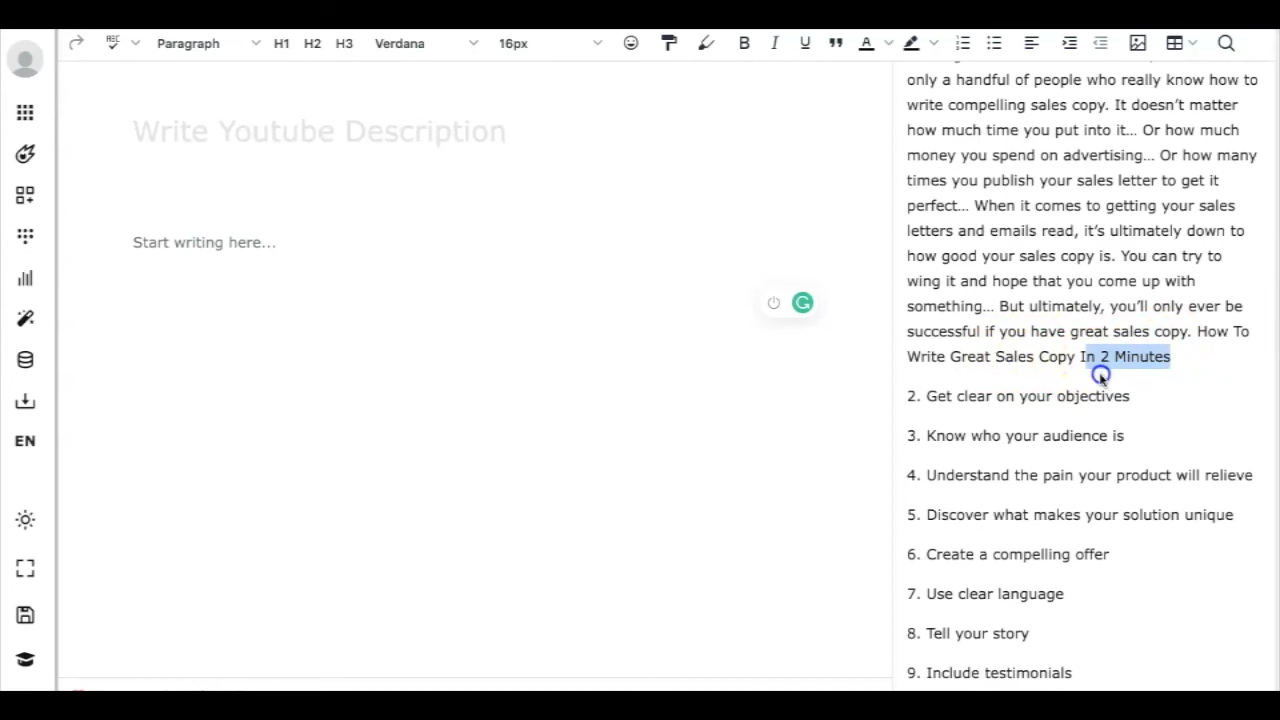 ABC
Paragraph
H1
H2
H3
Verdana
16px
B
I
U
A
EN
Write Youtube Description
Start writing here...
only a handful of people who really know how to
write compelling sales copy. It doesn't matter
how much time you put into it... Or how much
money you spend on advertising... Or how many
times you publish your sales letter to get it
perfect... When it comes to getting your sales
letters and emails read, it's ultimately down to
how good your sales copy is. You can try to
wing it and hope that you come up with
something... But ultimately, you'll only ever be
successful if you have great sales copy. How To
Write Great Sales Copy In 2 Minutes
2. Get clear on your objectives
3. Know who your audience is
4. Understand the pain your product will relieve
5. Discover what makes your solution unique
6. Create a compelling offer
7. Use clear language
8. Tell your story
9. Include testimonials